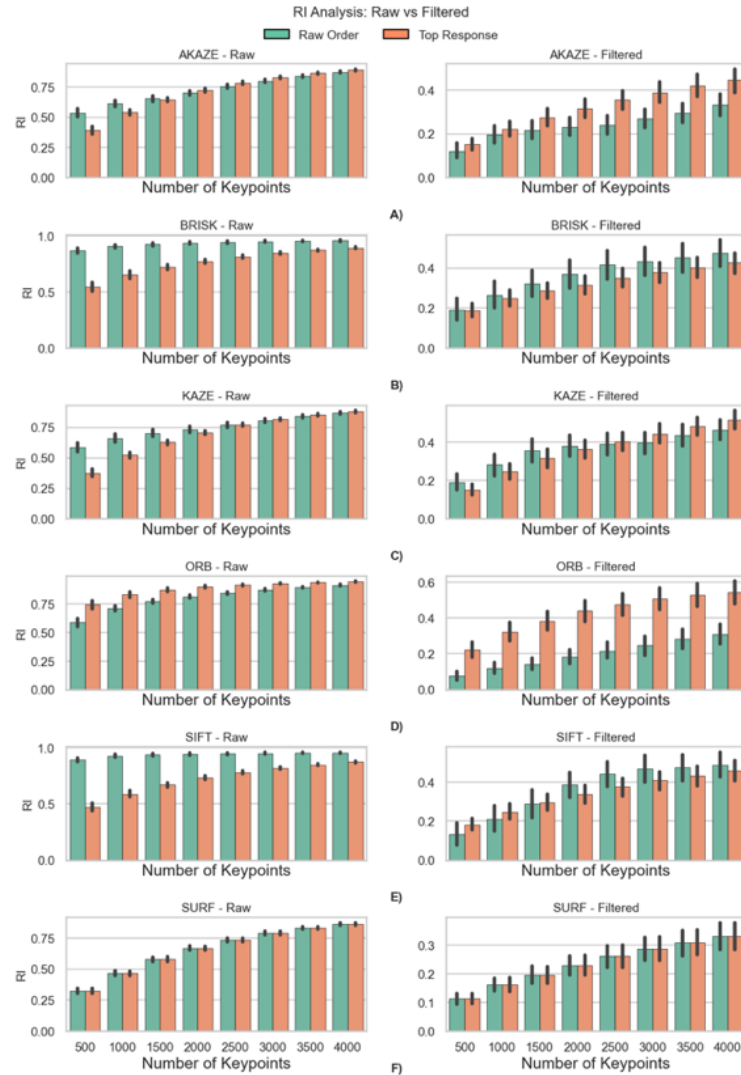 RI Analysis: Raw vs Filtered
Raw Order Top Response
AKAZE - Raw AKAZE - Filtered
RI 0.75 0.50 0.25 0.00 0.4 0.2 0.0
Number of Keypoints Number of Keypoints
A)
BRISK - Raw BRISK - Filtered
RI 1.0 0.5 0.0 0.4 0.2 0.0
Number of Keypoints Number of Keypoints
B)
KAZE - Raw KAZE - Filtered
RI 0.75 0.50 0.25 0.00 0.4 0.2 0.0
Number of Keypoints Number of Keypoints
C)
ORB - Raw ORB - Filtered
RI 0.75 0.50 0.25 0.00 0.6 0.4 0.2 0.0
Number of Keypoints Number of Keypoints
D)
SIFT - Raw SIFT - Filtered
RI 1.0 0.5 0.0 0.4 0.2 0.0
Number of Keypoints Number of Keypoints
E)
SURF - Raw SURF - Filtered
RI 0.75 0.50 0.25 0.00 0.3 0.2 0.1 0.0
500 1000 1500 2000 2500 3000 3500 4000 500 1000 1500 2000 2500 3000 3500 4000
Number of Keypoints Number of Keypoints
F)